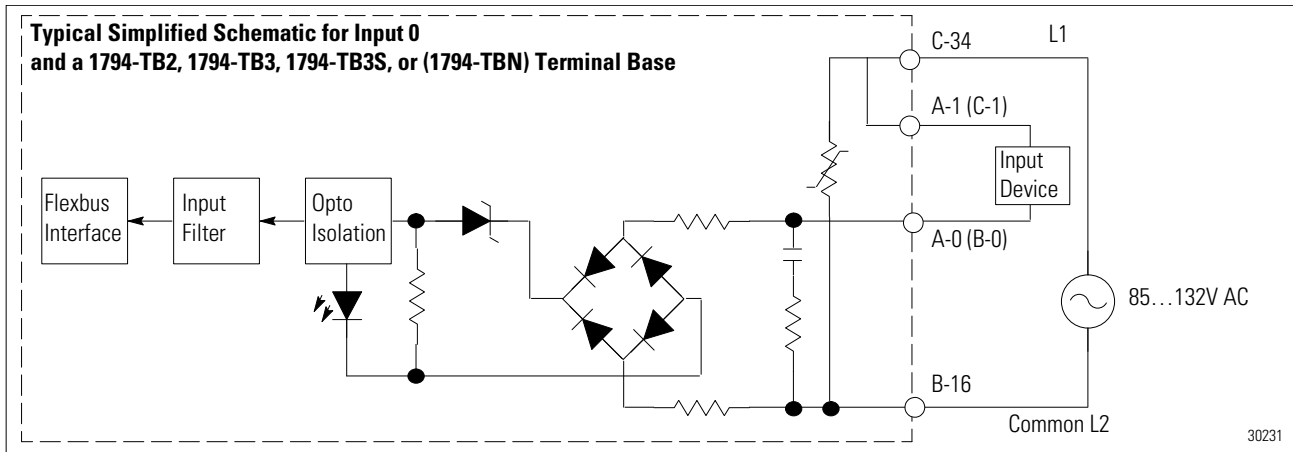 Typical Simplified Schematic for Input 0
and a 1794-TB2, 1794-TB3, 1794-TB3S, or (1794-TBN) Terminal Base
C-34
L1
A-1 (C-1)
Input
Device
Flexbus
Interface
Input
Filter
Opto
Isolation
A-0 (B-0)
85…132V AC
B-16
Common L2
30231